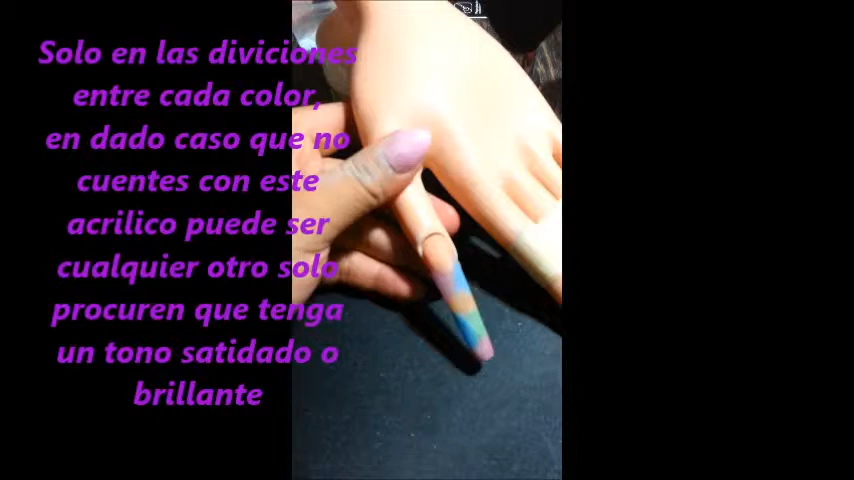 Solo en las diviciones
entre cada color,
en dado caso que no
cuentes con este
acrilico puede ser
cualquier otro solo
procuren que tenga
un tono satidado o
brillante